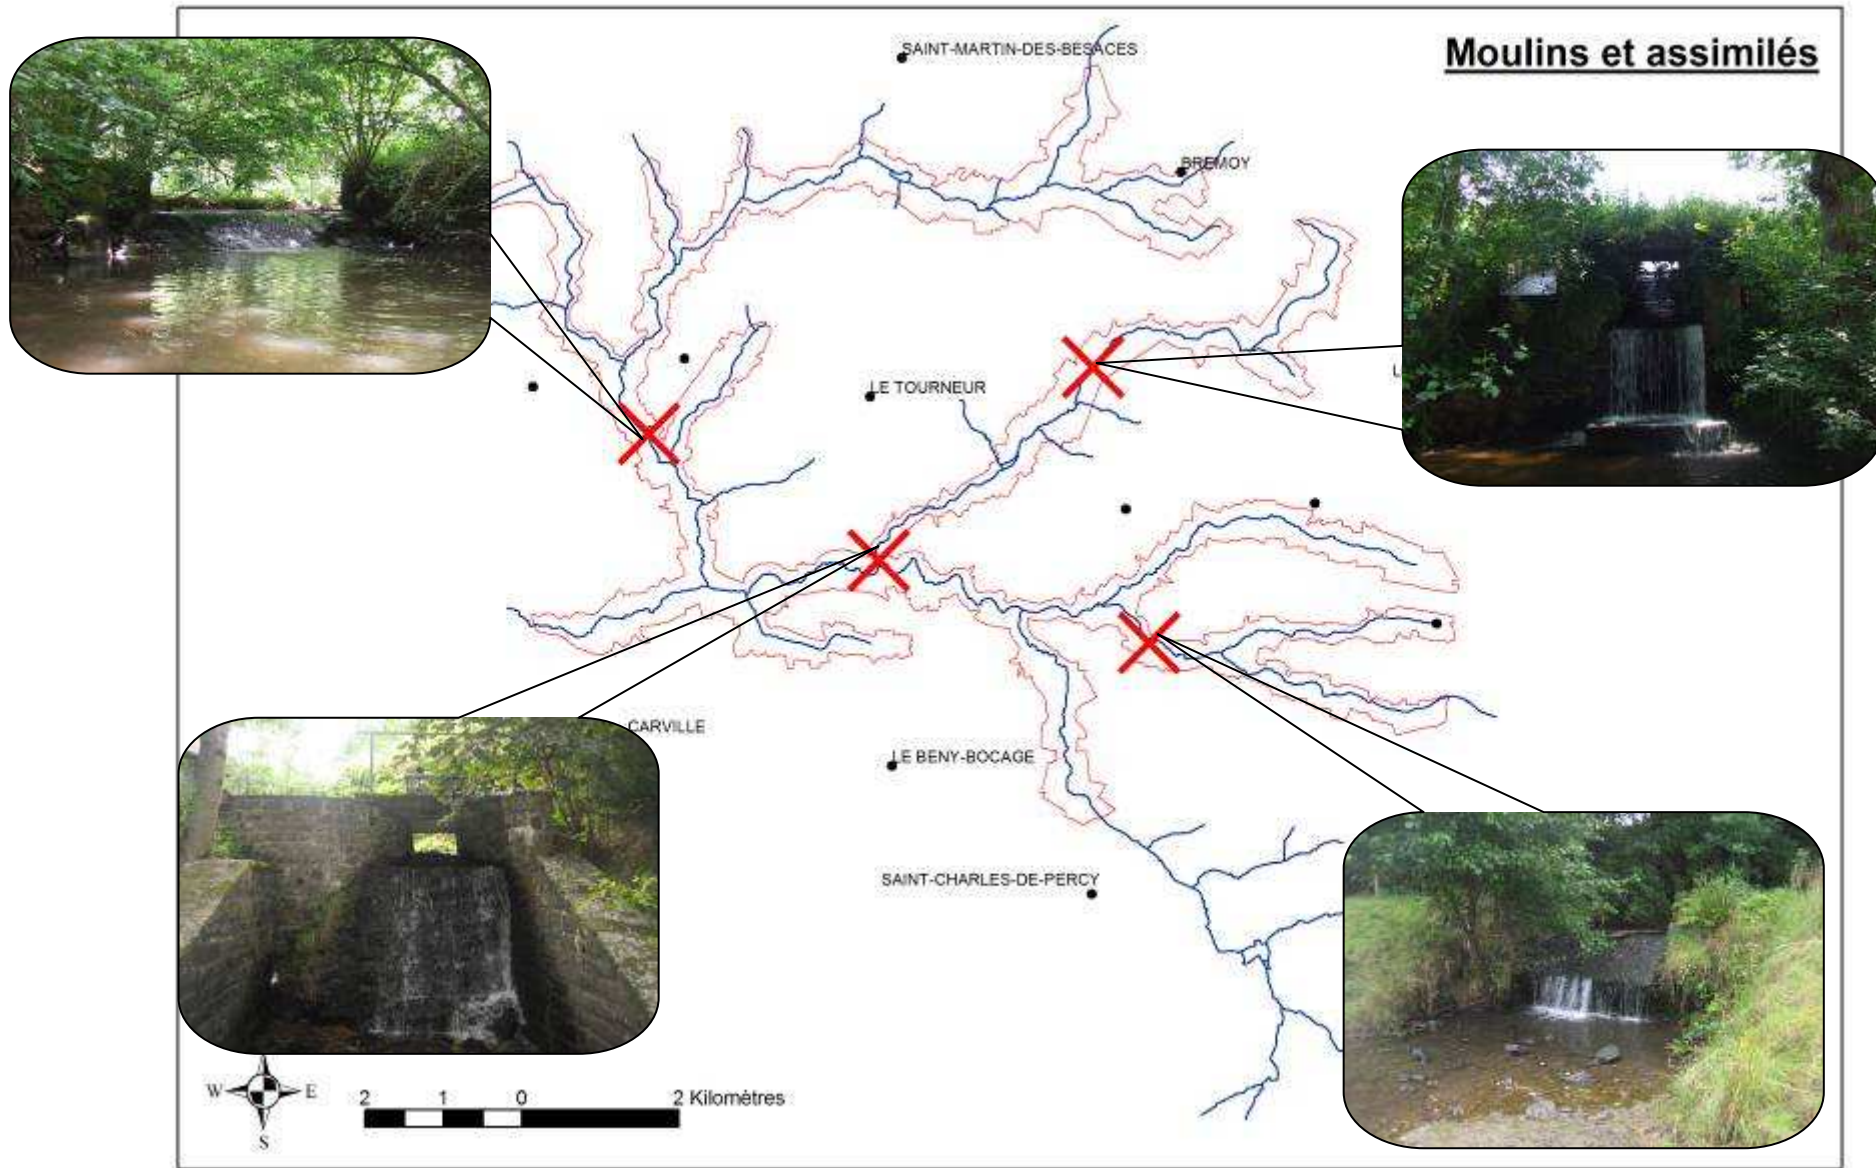 Moulins et assimilés
SAINT-MARTIN-DES-BESACES
BREMOY
LE TOURNEUR
L
CARVILLE
LE BENY-BOCAGE
SAINT-CHARLES-DE-PERCY
W E
S
2 1 0 2 Kilomètres